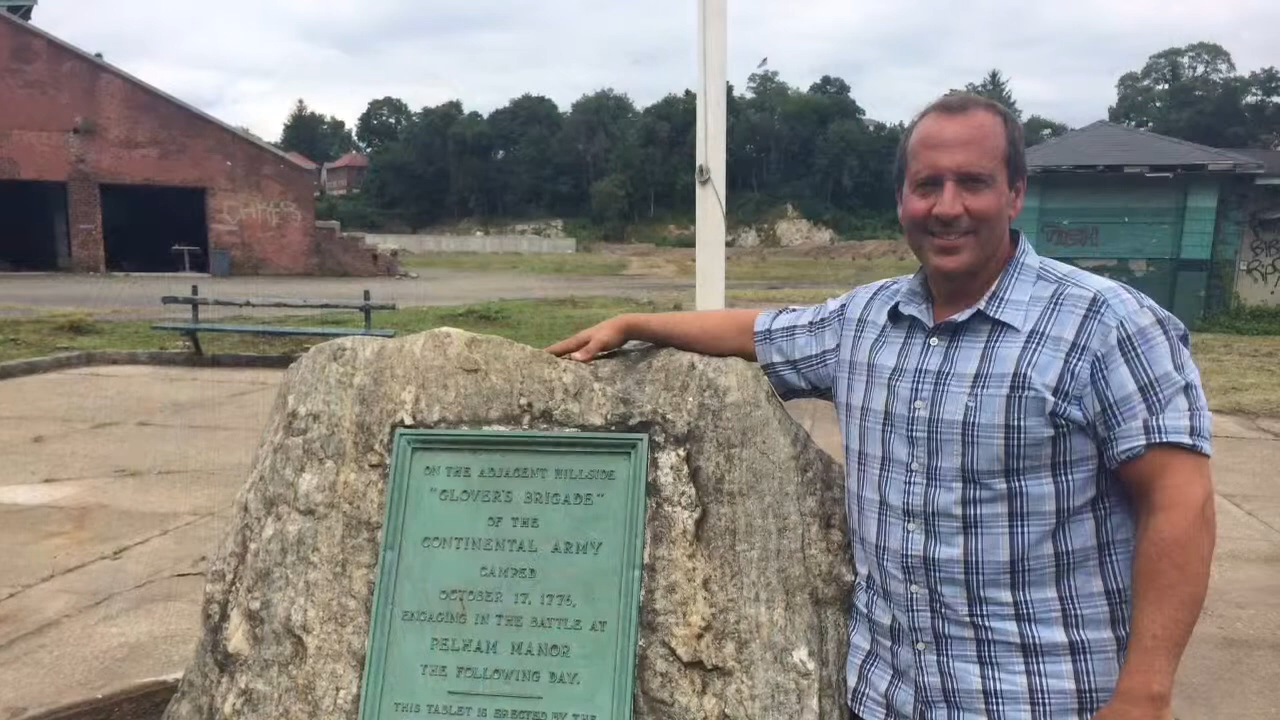 ON THE ADJACENT HILLSIDE
"GLOVER'S BRIGADE"
OF THE
CONTINENTAL ARMY
CAMPED
OCTOBER 17, 1776,
ENGAGING IN THE BATTLE AT
PELHAM MANOR
THE FOLLOWING DAY.
THIS TABLET IS ERECTED BY THE